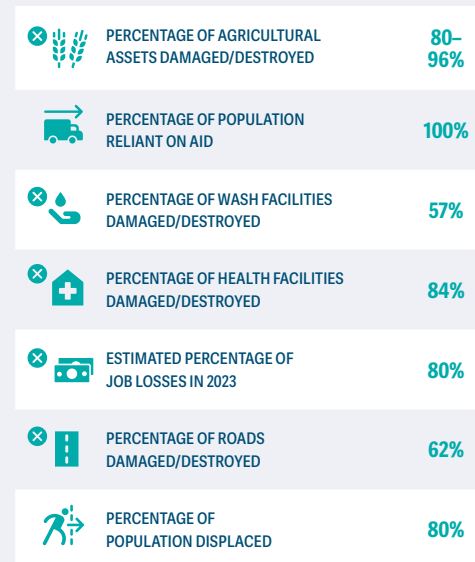 PERCENTAGE OF AGRICULTURAL
ASSETS DAMAGED/DESTROYED
80–
96%
PERCENTAGE OF POPULATION
RELIANT ON AID
100%
PERCENTAGE OF WASH FACILITIES
DAMAGED/DESTROYED
57%
PERCENTAGE OF HEALTH FACILITIES
DAMAGED/DESTROYED
84%
ESTIMATED PERCENTAGE OF
JOB LOSSES IN 2023
80%
PERCENTAGE OF ROADS
DAMAGED/DESTROYED
62%
PERCENTAGE OF
POPULATION DISPLACED
80%